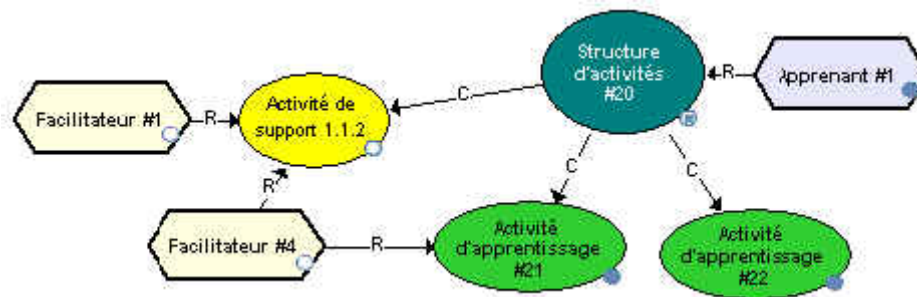 Structure
d'activités
#20
R
Apprenant #1
C
Activité de
support 1.1.2
Facilitateur #1
R
R
C
C
Facilitateur #4
R
Activité
d'apprentissage
#21
Activité
d'apprentissage
#22